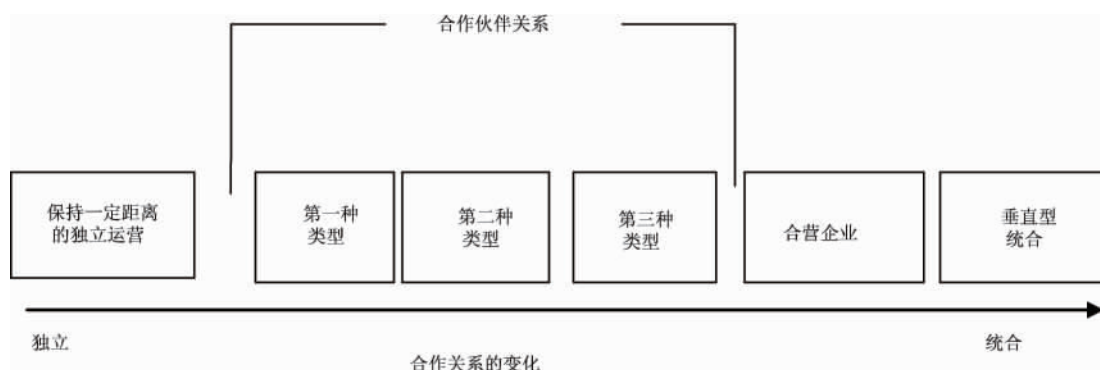 合作伙伴关系
保持一定距离
的独立运营
第一种
类型
第二种
类型
第三种
类型
合营企业
垂直型
统合
独立
统合
合作关系的变化